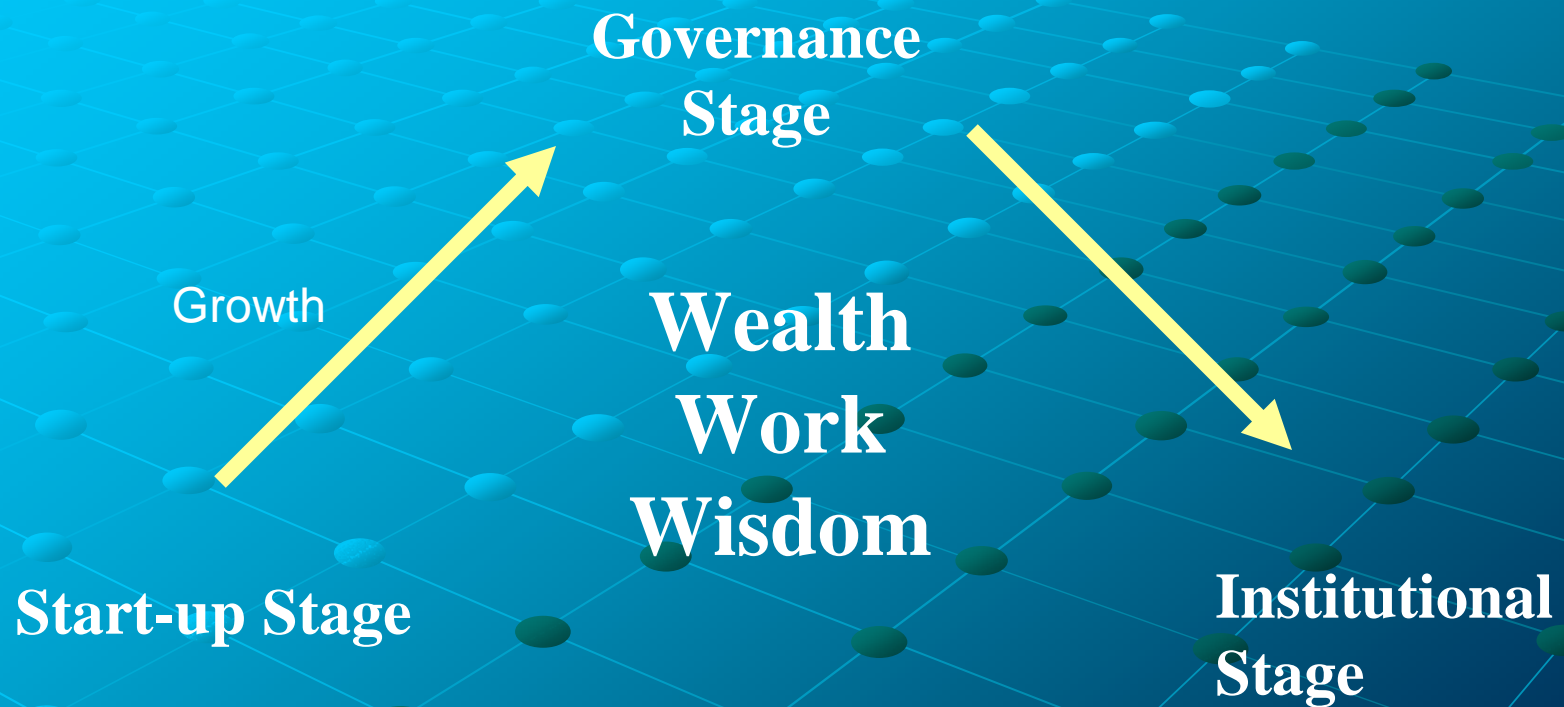 Governance
Stage
Growth
Wealth
Work
Wisdom
Start-up Stage
Institutional
Stage